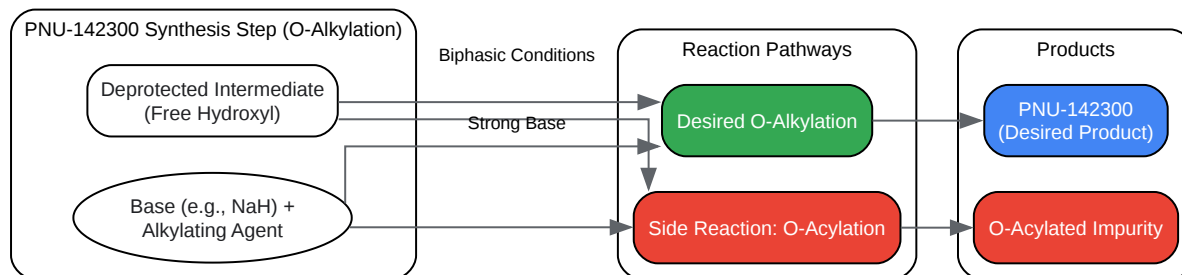 PNU-142300 Synthesis Step (O-Alkylation)
Deprotected Intermediate
(Free Hydroxyl)
Base (e.g., NaH) +
Alkylating Agent
Biphasic Conditions
Strong Base
Reaction Pathways
Desired O-Alkylation
Side Reaction: O-Acylation
Products
PNU-142300
(Desired Product)
O-Acylated Impurity